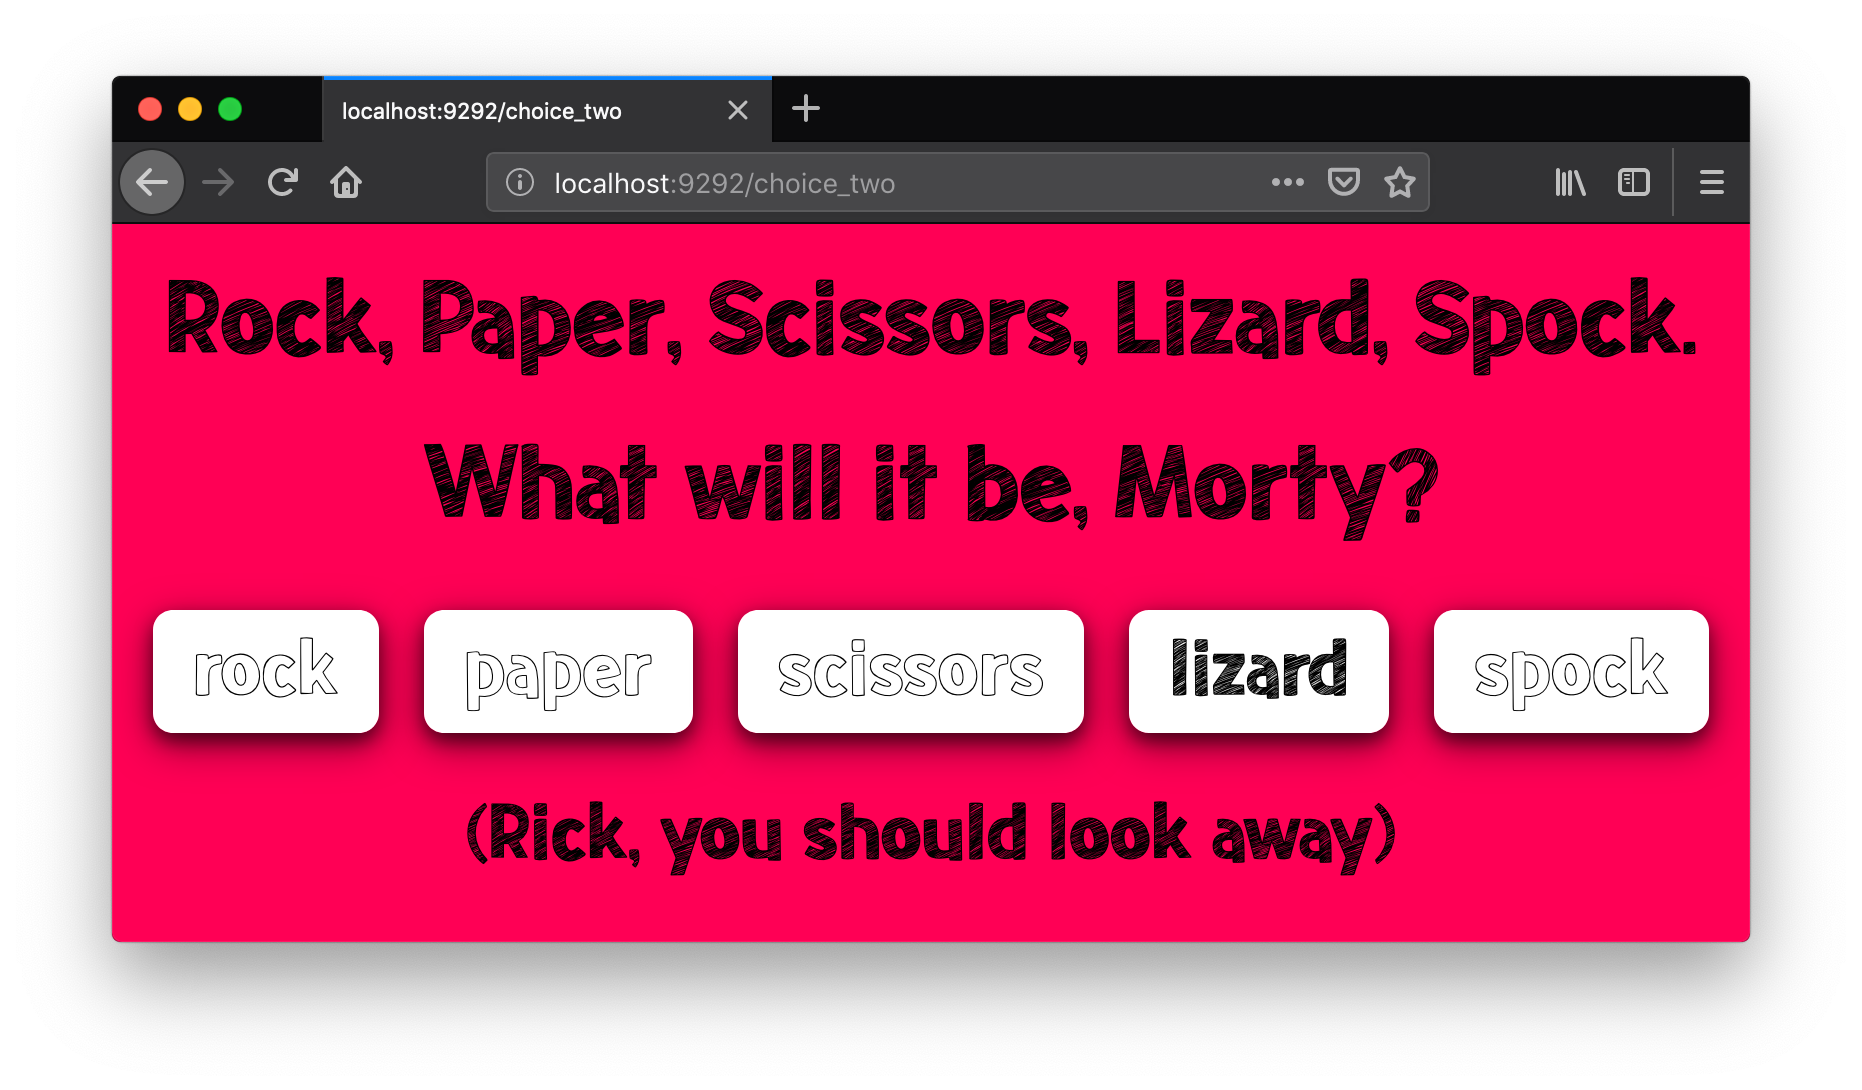 localhost:9292/choice_two
localhost:9292/choice_two
Rock, Paper, Scissors, Lizard, Spock.
What will it be, Morty?
rock paper scissors lizard spock
(Rick, you should look away)